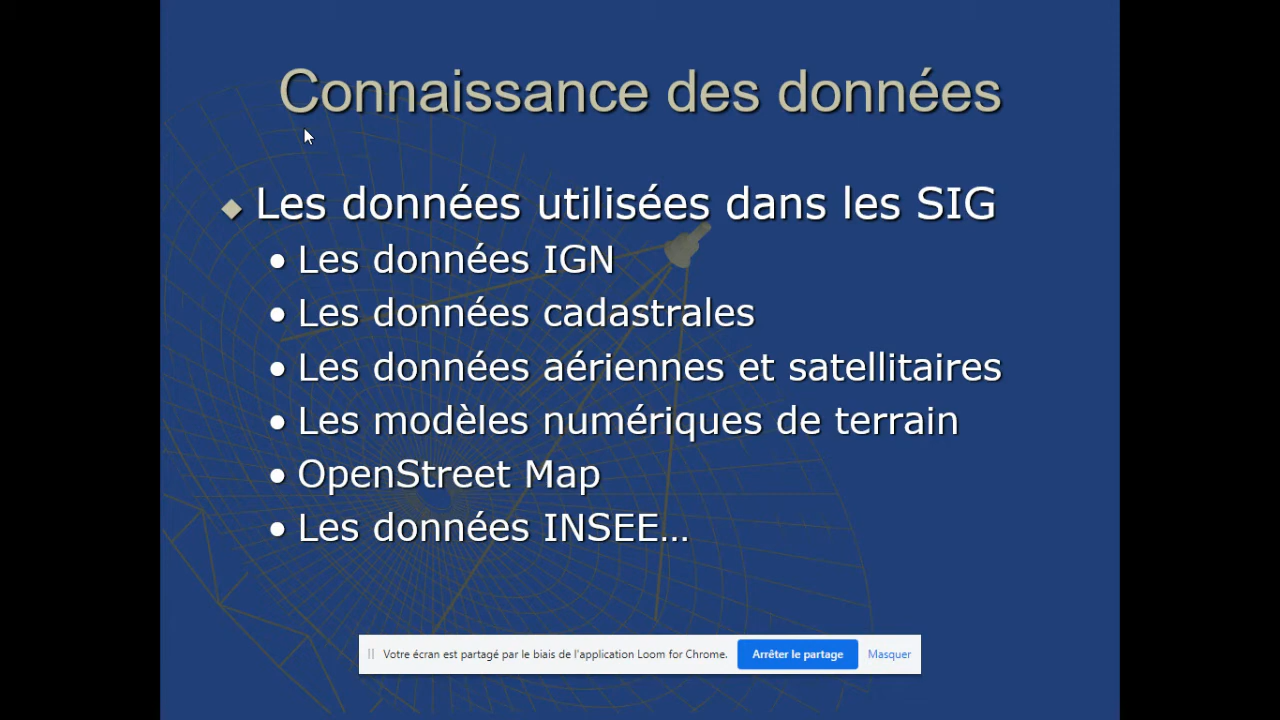 Connaissance des données
Les données utilisées dans les SIG
Les données IGN
Les données cadastrales
Les données aériennes et satellitaires
Les modèles numériques de terrain
OpenStreet Map
Les données INSEE…
Votre écran est partagé par le biais de l'application Loom for Chrome. Arrêter le partage Masquer